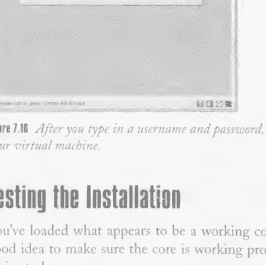 are 7.16 After you type in a username and password,
ur virtual machine.
esting the Installation
ou've loaded what appears to be a working co
ood idea to make sure the core is working pro